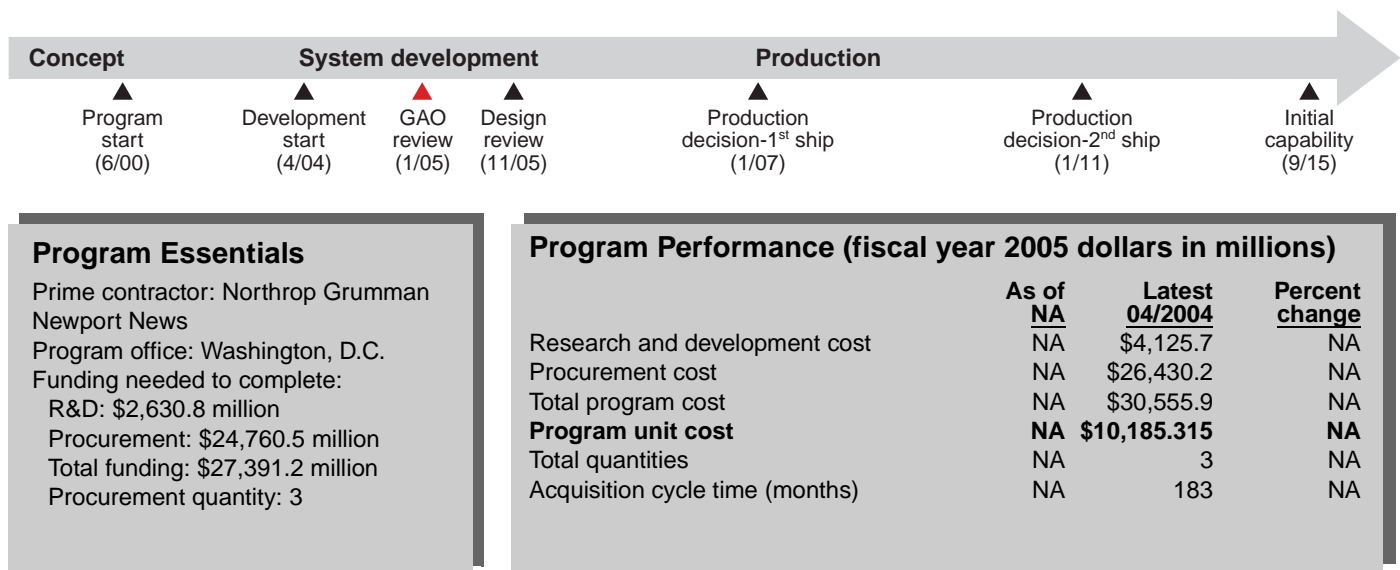 Concept System development Production
Program start (6/00)
Development start (4/04)
GAO review (1/05)
Design review (11/05)
Production decision-1st ship (1/07)
Production decision-2nd ship (1/11)
Initial capability (9/15)
Program Essentials
Prime contractor: Northrop Grumman
Newport News
Program office: Washington, D.C.
Funding needed to complete:
R&D: $2,630.8 million
Procurement: $24,760.5 million
Total funding: $27,391.2 million
Procurement quantity: 3
Program Performance (fiscal year 2005 dollars in millions)
As of Latest Percent
NA 04/2004 change
Research and development cost NA $4,125.7 NA
Procurement cost NA $26,430.2 NA
Total program cost NA $30,555.9 NA
Program unit cost NA $10,185.315 NA
Total quantities NA 3 NA
Acquisition cycle time (months) NA 183 NA